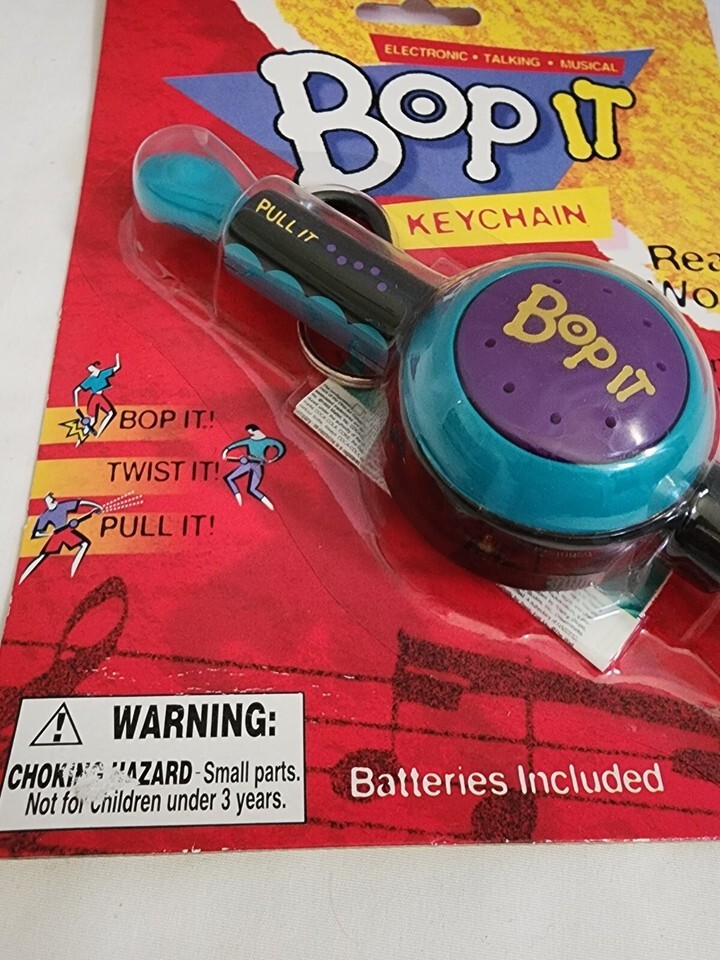 ELECTRONIC • TALKING • MUSICAL
BOP IT
KEYCHAIN
PULL IT
BOP IT
BOP IT!
TWIST IT!
PULL IT!
WARNING:
CHOKING HAZARD - Small parts.
Not for children under 3 years.
Batteries Included